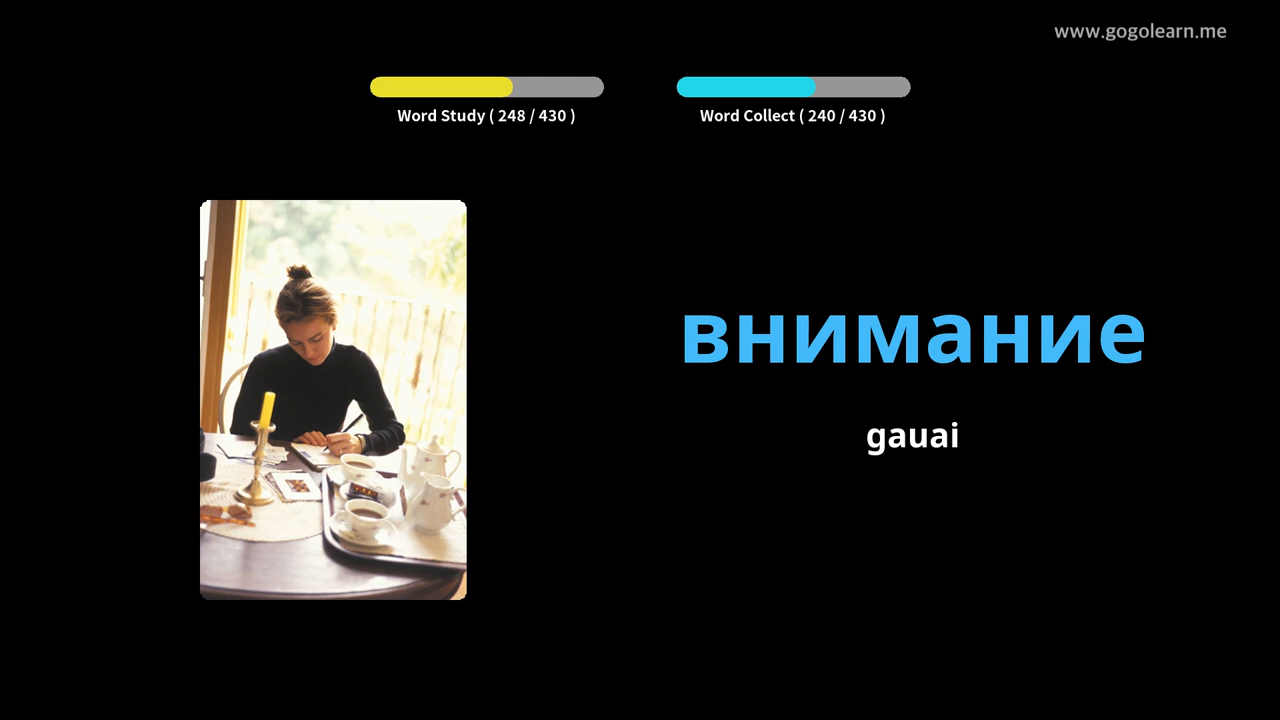 www.gogolearn.me
Word Study ( 248 / 430 )
Word Collect ( 240 / 430 )
внимание
gauai